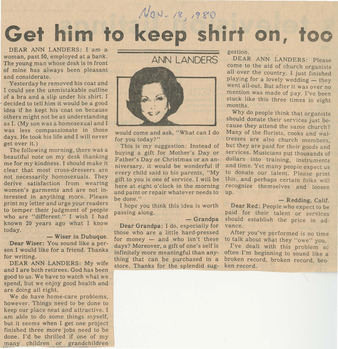 Nov-18, 1980
Get him to keep shirt on, too
DEAR ANN LANDERS: I am a
woman, past 50, employed at a bank.
The young man whose desk is in front
of mine has always been pleasant
and considerate.
Yesterday he removed his coat and
I could see the unmistakable outline
of a bra and a slip under his shirt. I
decided to tell him it would be a good
idea if he kept his coat on because
others might not be as understanding
as I. (My son was a homosexual and I
was less compassionate in those
days. He took his life and I will never
get over it.)
The following morning, there was a
beautiful note on my desk thanking
me for my kindness. I should make it
clear that most cross-dressers are
not necessarily homosexuals. They
derive satisfaction from wearing
women's garments and are not in-
terested in anything more. Please
print my letter and urge your readers
to temper their judgment of people
who are "different." I wish I had
known 20 years ago what I know
today.
— Wiser in Dubuque.
Dear Wiser: You sound like a per-
son I would like for a friend. Thanks
for writing.
DEAR ANN LANDERS: My wife
and I are both retirees. God has been
good to us. We have to watch what we
spend, but we enjoy good health and
are doing all right.
We do have home-care problems,
however. Things need to be done to
keep our place neat and attractive. I
am able to do some things myself,
but it seems when I get one project
finished three more jobs need to be
done. I'd be thrilled if one of my
many children or grandchildren
ANN LANDERS
would come and ask, "What can I do
for you today?"
This is my suggestion: Instead of
buying a gift for Mother's Day or
Father's Day or Christmas or an an-
niversary, it would be wonderful if
every child said to his parents, "My
gift to you is one of service. I will be
here at eight o'clock in the morning
and paint or repair whatever needs to
be done."
I hope you think this idea is worth
passing along.
— Grandpa
Dear Grandpa: I do, especially for
those who are a little hard-pressed
for money — and who isn't these
days? Moreover, a gift of one's self is
infinitely more meaningful than any-
thing that can be purchased in a
store. Thanks for the splendid sug-
gestion.
DEAR ANN LANDERS: Please
come to the aid of church organists
all over the country. I just finished
playing for a lovely wedding — they
went all-out. But after it was over no
mention was made of pay. I've been
stuck like this three times in eight
months.
Why do people think that organists
should donate their services just be-
cause they attend the same church?
Many of the florists, cooks and wai-
tresses are also church members,
but they are paid for their goods and
services. Musicians put thousands of
dollars into training, instruments
and time. Yet many people expect us
to donate our talent. Please print
this, and perhaps certain folks will
recognize themselves and loosen
up.
— Redding, Calif.
Dear Red: People who expect to be
paid for their talent or services
should establish the price in ad-
vance.
After you've performed is no time
to talk about what they "owe" you.
I've dealt with this problem so
often I'm beginning to sound like a
broken record, broken record, bro-
ken record.